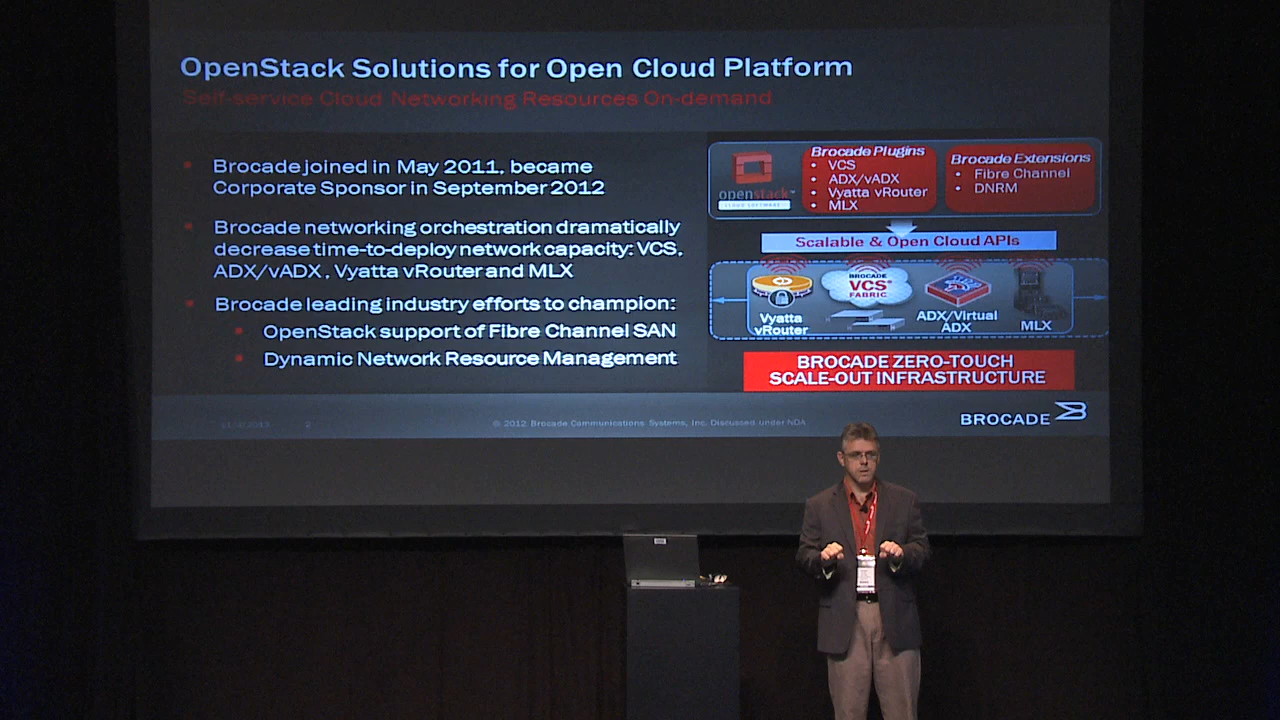 OpenStack Solutions for Open Cloud Platform
Self-service Cloud Networking Resources On-demand
Brocade joined in May 2011, became
Corporate Sponsor in September 2012
Brocade networking orchestration dramatically
decrease time-to-deploy network capacity: VCS,
ADX/vADX , Vyatta vRouter and MLX
Brocade leading industry efforts to champion:
OpenStack support of Fibre Channel SAN
Dynamic Network Resource Management
openstack™
CLOUD SOFTWARE
Brocade Plugins
VCS
ADX/vADX
Vyatta vRouter
MLX
Brocade Extensions
Fibre Channel
DNRM
Scalable & Open Cloud APIs
Vyatta
vRouter
BROCADE
VCS
FABRIC
ADX/Virtual
ADX
MLX
BROCADE ZERO-TOUCH
SCALE-OUT INFRASTRUCTURE
2
© 2012 Brocade Communications Systems, Inc. Discussed under NDA
BROCADE